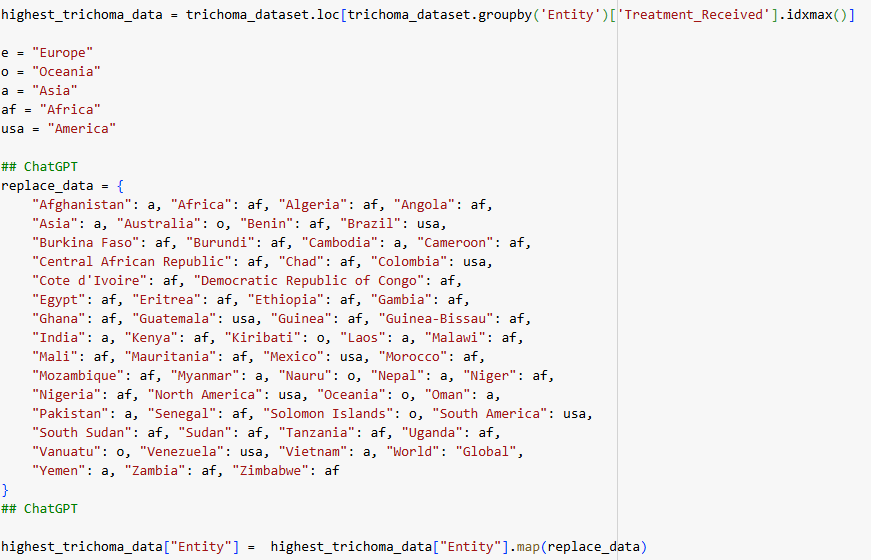 highest_trichoma_data = trichoma_dataset.loc[trichoma_dataset.groupby('Entity')['Treatment_Received'].idxmax()]
e = "Europe"
o = "Oceania"
a = "Asia"
af = "Africa"
usa = "America"
## ChatGPT
replace_data = {
    "Afghanistan": a, "Africa": af, "Algeria": af, "Angola": af,
    "Asia": a, "Australia": o, "Benin": af, "Brazil": usa,
    "Burkina Faso": af, "Burundi": af, "Cambodia": a, "Cameroon": af,
    "Central African Republic": af, "Chad": af, "Colombia": usa,
    "Cote d'Ivoire": af, "Democratic Republic of Congo": af,
    "Egypt": af, "Eritrea": af, "Ethiopia": af, "Gambia": af,
    "Ghana": af, "Guatemala": usa, "Guinea": af, "Guinea-Bissau": af,
    "India": a, "Kenya": af, "Kiribati": o, "Laos": a, "Malawi": af,
    "Mali": af, "Mauritania": af, "Mexico": usa, "Morocco": af,
    "Mozambique": af, "Myanmar": a, "Nauru": o, "Nepal": a, "Niger": af,
    "Nigeria": af, "North America": usa, "Oceania": o, "Oman": a,
    "Pakistan": a, "Senegal": af, "Solomon Islands": o, "South America": usa,
    "South Sudan": af, "Sudan": af, "Tanzania": af, "Uganda": af,
    "Vanuatu": o, "Venezuela": usa, "Vietnam": a, "World": "Global",
    "Yemen": a, "Zambia": af, "Zimbabwe": af
}
## ChatGPT
highest_trichoma_data["Entity"] =  highest_trichoma_data["Entity"].map(replace_data)